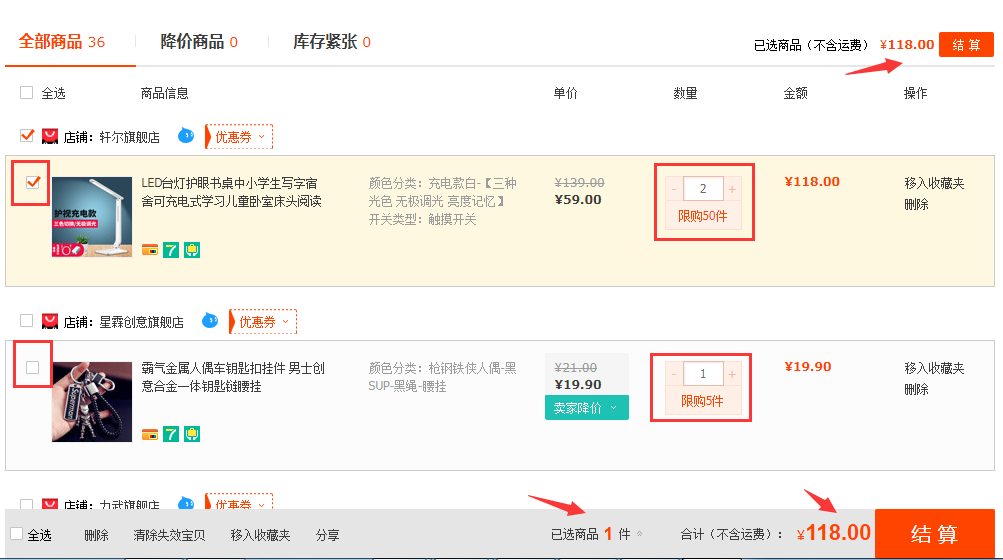 全部商品 36 降价商品 0 库存紧张 0
已选商品（不含运费） ¥118.00 结 算
全选 商品信息 单价 数量 金额 操作
店铺： 轩尔旗舰店 优惠券
LED台灯护眼书桌中小学生写字宿
舍可充电式学习儿童卧室床头阅读
颜色分类：充电款白-【三种
光色 无极调光 亮度记忆】
开关类型：触摸开关
¥139.00
¥59.00
- 2 +
限购50件
¥118.00
移入收藏夹
删除
护视充电款
三色切换/无极调光
7
店铺： 星霖创意旗舰店 优惠券
霸气金属人偶车钥匙扣挂件 男士创
意合金一体钥匙链腰挂
颜色分类：枪钢铁侠人偶-黑
SUP-黑绳-腰挂
¥21.00
¥19.90
卖家降价
- 1 +
限购5件
¥19.90
移入收藏夹
删除
Superman
7
店铺： 力武旗舰店 优惠券
全选 删除 清除失效宝贝 移入收藏夹 分享 已选商品 1 件 合计（不含运费）： ¥118.00 结 算